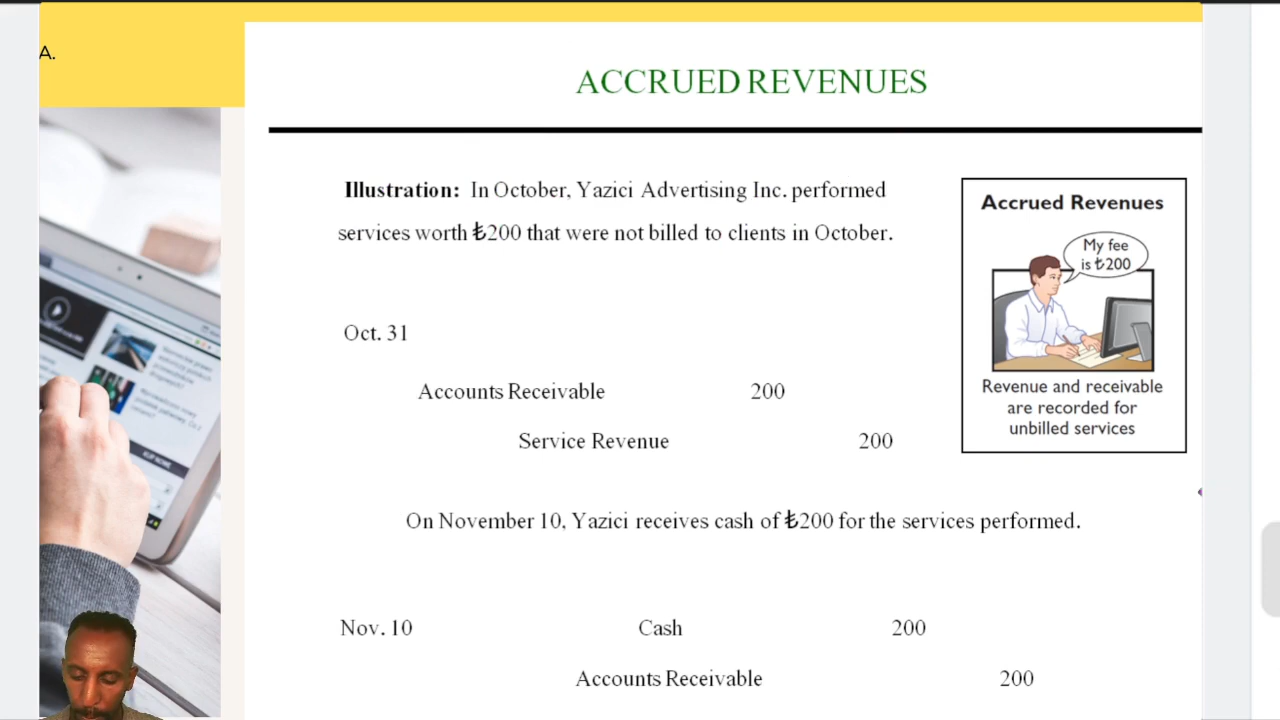 A.
ACCRUED REVENUES
Illustration: In October, Yazici Advertising Inc. performed
services worth ₺200 that were not billed to clients in October.
Accrued Revenues
My fee
is ₺200
Revenue and receivable
are recorded for
unbilled services
Oct. 31
Accounts Receivable 200
Service Revenue 200
On November 10, Yazici receives cash of ₺200 for the services performed.
Nov. 10 Cash 200
Accounts Receivable 200